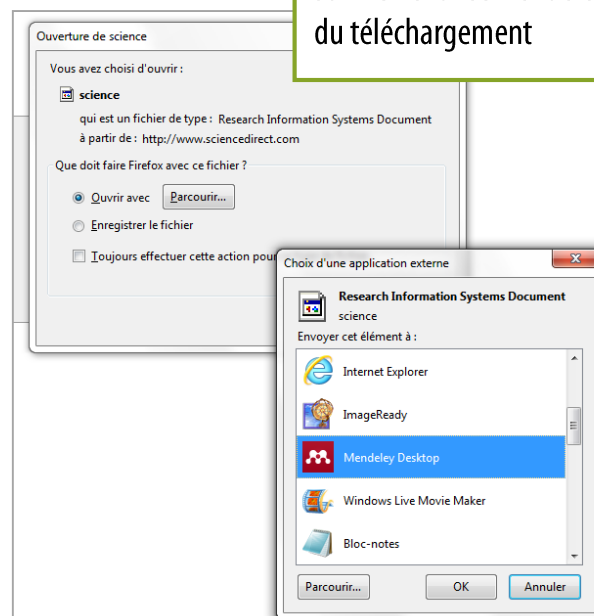 du téléchargement
Ouverture de science
Vous avez choisi d'ouvrir :
science
qui est un fichier de type : Research Information Systems Document
à partir de : http://www.sciencedirect.com
Que doit faire Firefox avec ce fichier ?
Ouvrir avec Parcourir...
Enregistrer le fichier
Toujours effectuer cette action pour
Choix d'une application externe
Research Information Systems Document
science
Envoyer cet élément à :
Internet Explorer
ImageReady
Mendeley Desktop
Windows Live Movie Maker
Bloc-notes
Parcourir... OK Annuler